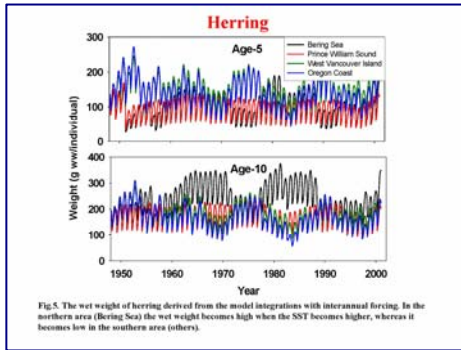 Herring
300
Age-5
Bering Sea
Prince William Sound
West Vancouver Island
Oregon Coast
200
100
0
Weight (g ww/individual)
400
Age-10
300
200
100
0
1950 1960 1970 1980 1990 2000
Year
Fig.5. The wet weight of herring derived from the model integrations with interannual forcing. In the
northern area (Bering Sea) the wet weight becomes high when the SST becomes higher, whereas it
becomes low in the southern area (others).